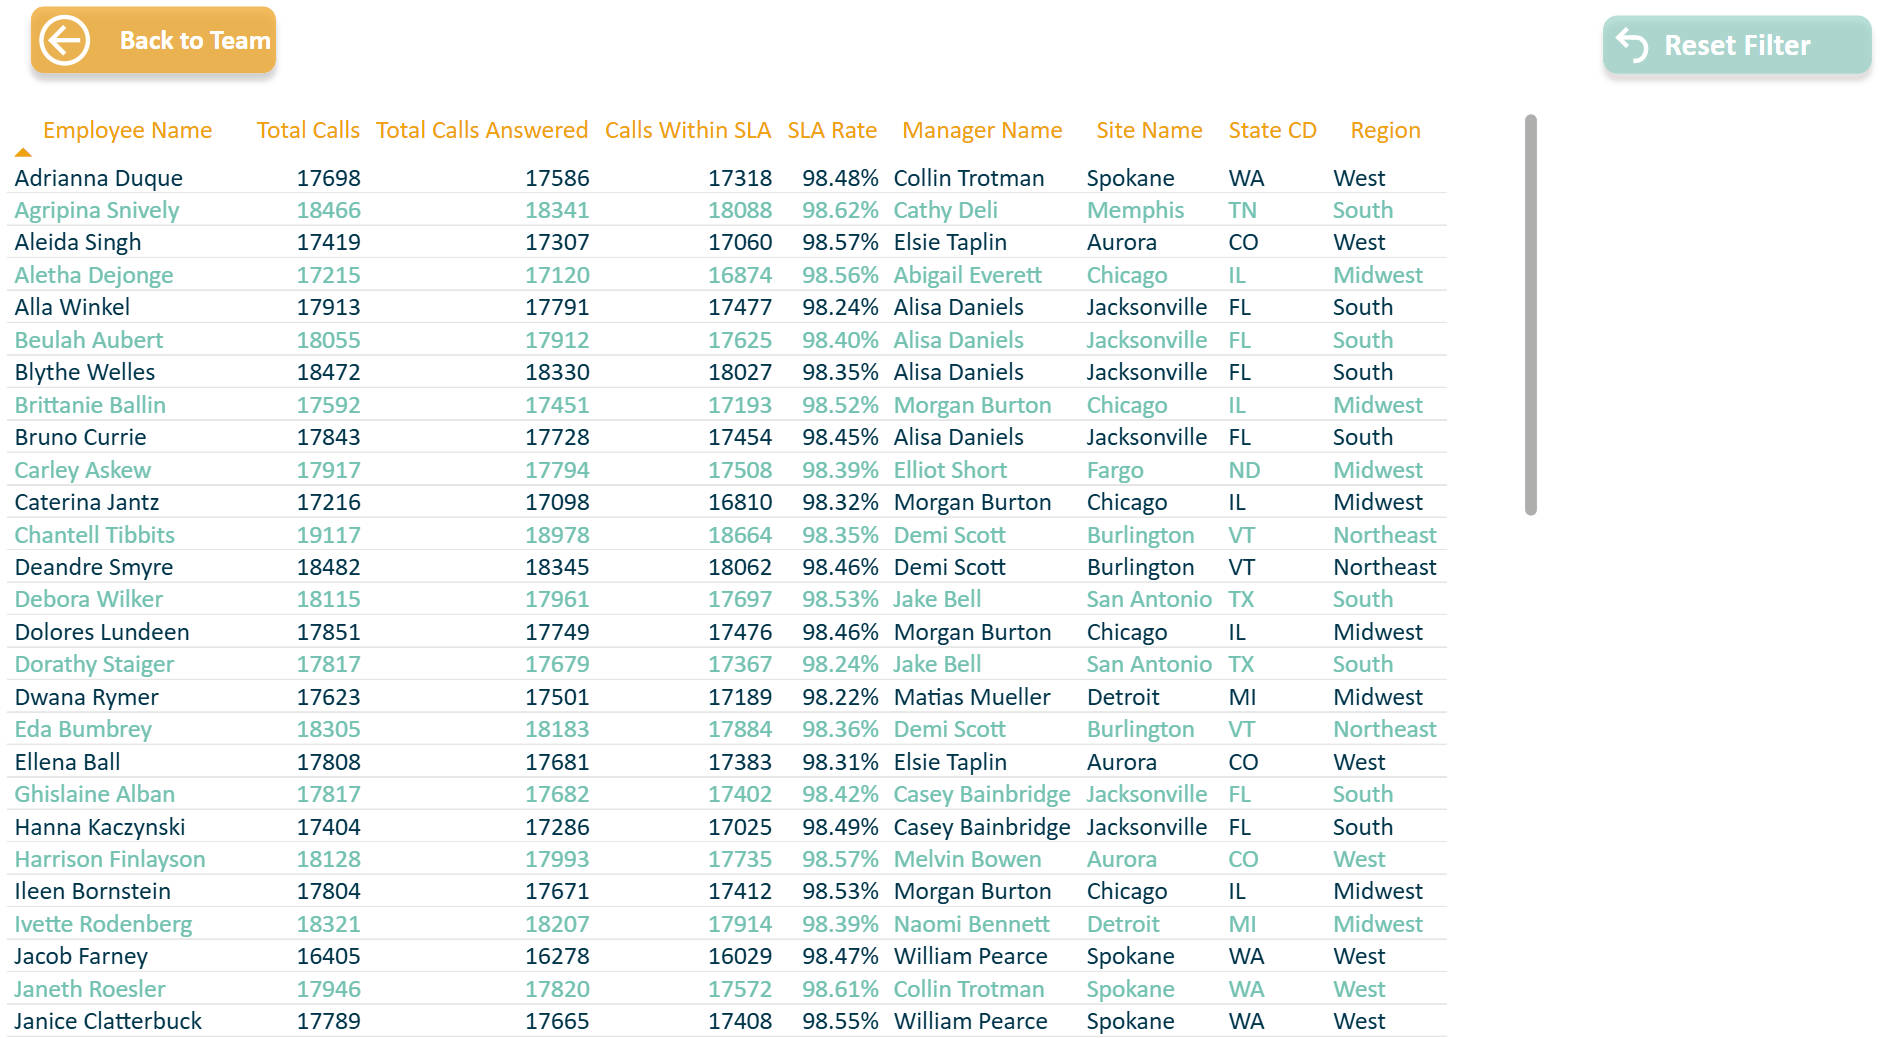 Back to Team
Reset Filter
Employee Name Total Calls Total Calls Answered Calls Within SLA SLA Rate Manager Name Site Name State CD Region
Adrianna Duque 17698 17586 17318 98.48% Collin Trotman Spokane WA West
Agripina Snively 18466 18341 18088 98.62% Cathy Deli Memphis TN South
Aleida Singh 17419 17307 17060 98.57% Elsie Taplin Aurora CO West
Aletha Dejonge 17215 17120 16874 98.56% Abigail Everett Chicago IL Midwest
Alla Winkel 17913 17791 17477 98.24% Alisa Daniels Jacksonville FL South
Beulah Aubert 18055 17912 17625 98.40% Alisa Daniels Jacksonville FL South
Blythe Welles 18472 18330 18027 98.35% Alisa Daniels Jacksonville FL South
Brittanie Ballin 17592 17451 17193 98.52% Morgan Burton Chicago IL Midwest
Bruno Currie 17843 17728 17454 98.45% Alisa Daniels Jacksonville FL South
Carley Askew 17917 17794 17508 98.39% Elliot Short Fargo ND Midwest
Caterina Jantz 17216 17098 16810 98.32% Morgan Burton Chicago IL Midwest
Chantell Tibbits 19117 18978 18664 98.35% Demi Scott Burlington VT Northeast
Deandre Smyre 18482 18345 18062 98.46% Demi Scott Burlington VT Northeast
Debora Wilker 18115 17961 17697 98.53% Jake Bell San Antonio TX South
Dolores Lundeen 17851 17749 17476 98.46% Morgan Burton Chicago IL Midwest
Dorathy Staiger 17817 17679 17367 98.24% Jake Bell San Antonio TX South
Dwana Rymer 17623 17501 17189 98.22% Matias Mueller Detroit MI Midwest
Eda Bumbrey 18305 18183 17884 98.36% Demi Scott Burlington VT Northeast
Ellena Ball 17808 17681 17383 98.31% Elsie Taplin Aurora CO West
Ghislaine Alban 17817 17682 17402 98.42% Casey Bainbridge Jacksonville FL South
Hanna Kaczynski 17404 17286 17025 98.49% Casey Bainbridge Jacksonville FL South
Harrison Finlayson 18128 17993 17735 98.57% Melvin Bowen Aurora CO West
Ileen Bornstein 17804 17671 17412 98.53% Morgan Burton Chicago IL Midwest
Ivette Rodenberg 18321 18207 17914 98.39% Naomi Bennett Detroit MI Midwest
Jacob Farney 16405 16278 16029 98.47% William Pearce Spokane WA West
Janeth Roesler 17946 17820 17572 98.61% Collin Trotman Spokane WA West
Janice Clatterbuck 17789 17665 17408 98.55% William Pearce Spokane WA West